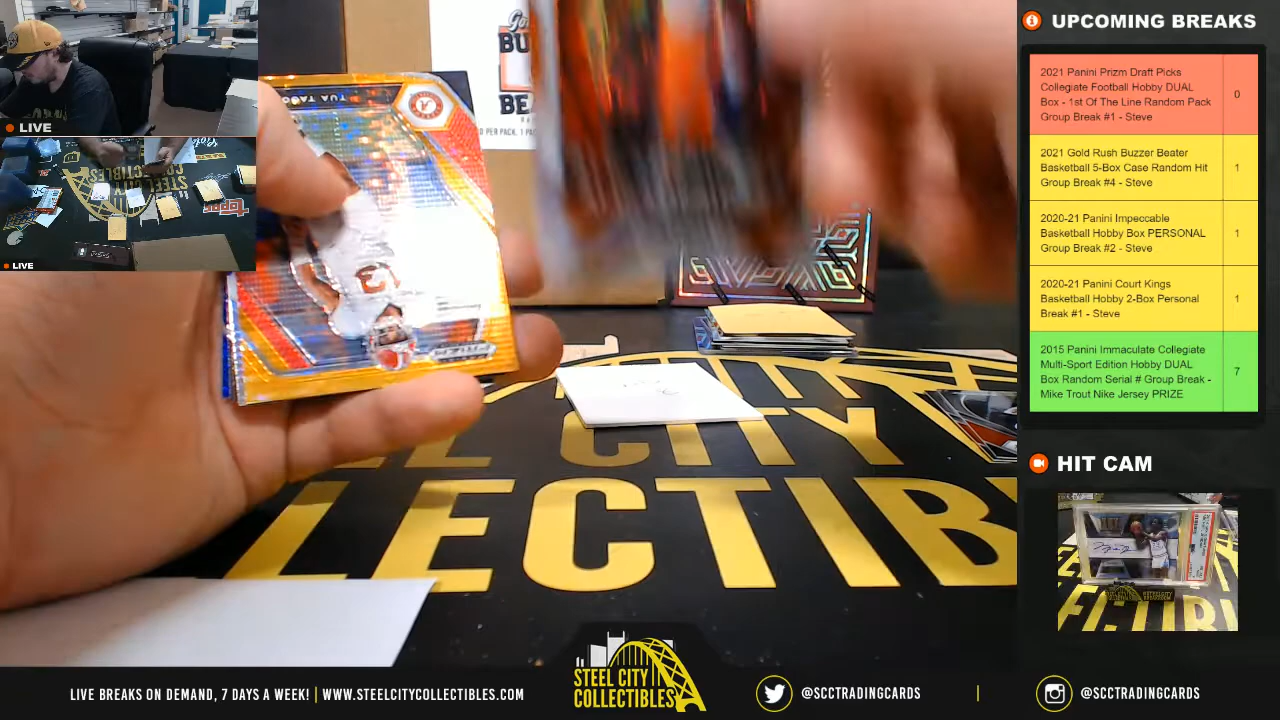 LIVE
LIVE
UPCOMING BREAKS
2021 Panini Prizm Draft Picks
Collegiate Football Hobby DUAL
Box - 1st Of The Line Random Pack
Group Break #1 - Steve
0
2021 Gold Rush Buzzer Beater
Basketball 5-Box Case Random Hit
Group Break #4 - Steve
1
2020-21 Panini Impeccable
Basketball Hobby Box PERSONAL
Group Break #2 - Steve
1
2020-21 Panini Court Kings
Basketball Hobby 2-Box Personal
Break #1 - Steve
1
2015 Panini Immaculate Collegiate
Multi-Sport Edition Hobby DUAL
Box Random Serial # Group Break -
Mike Trout Nike Jersey PRIZE
7
HIT CAM
TUA
13
PER PACK,
CITY
LECTIB
STEEL CITY
COLLECTIBLES
LIVE BREAKS ON DEMAND, 7 DAYS A WEEK! | WWW.STEELCITYCOLLECTIBLES.COM
@SCCTRADINGCARDS
@SCCTRADINGCARDS